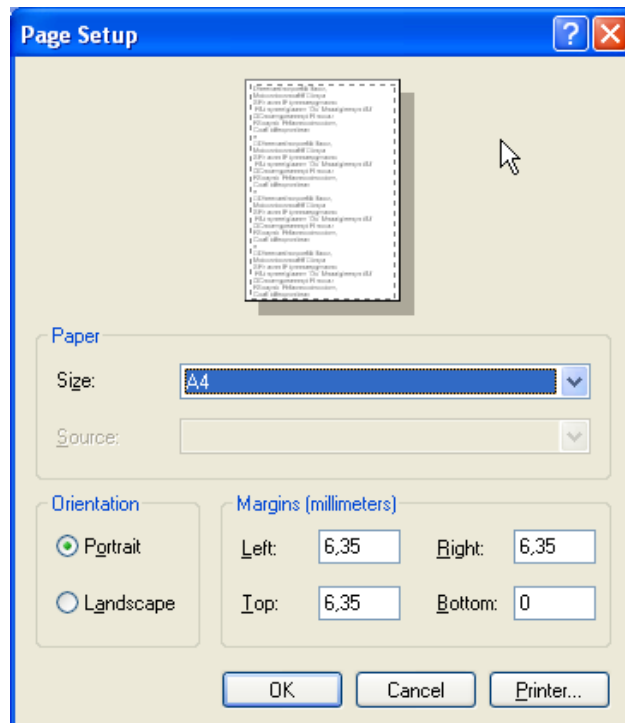 Page Setup
Paper
Size: A4
Source:
Orientation
Portrait
Landscape
Margins (millimeters)
Left: 6,35 Right: 6,35
Top: 6,35 Bottom: 0
OK Cancel Printer...